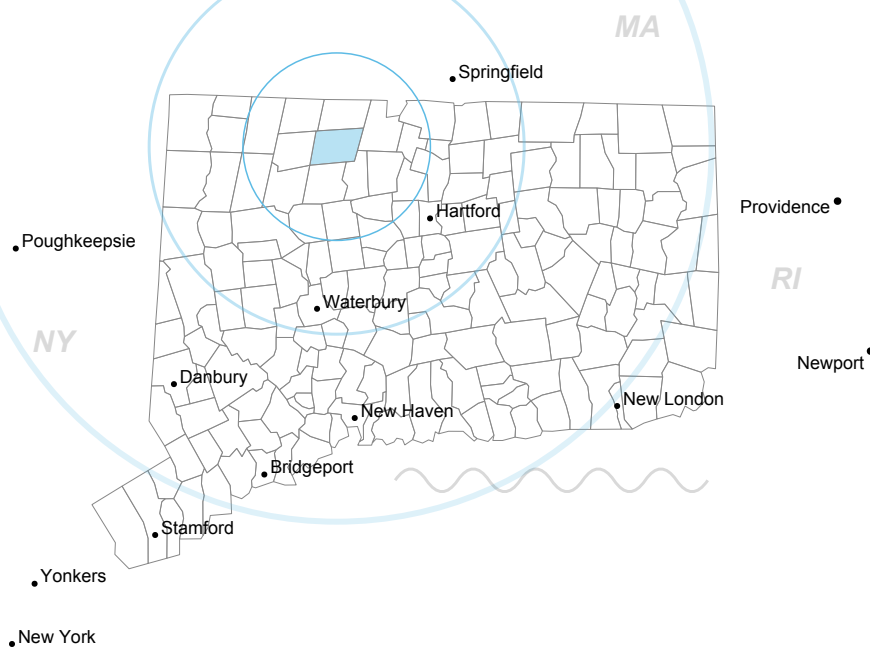 MA
Springfield
Hartford
Providence
Poughkeepsie
RI
Waterbury
NY
Newport
Danbury
New London
New Haven
Bridgeport
Stamford
Yonkers
New York